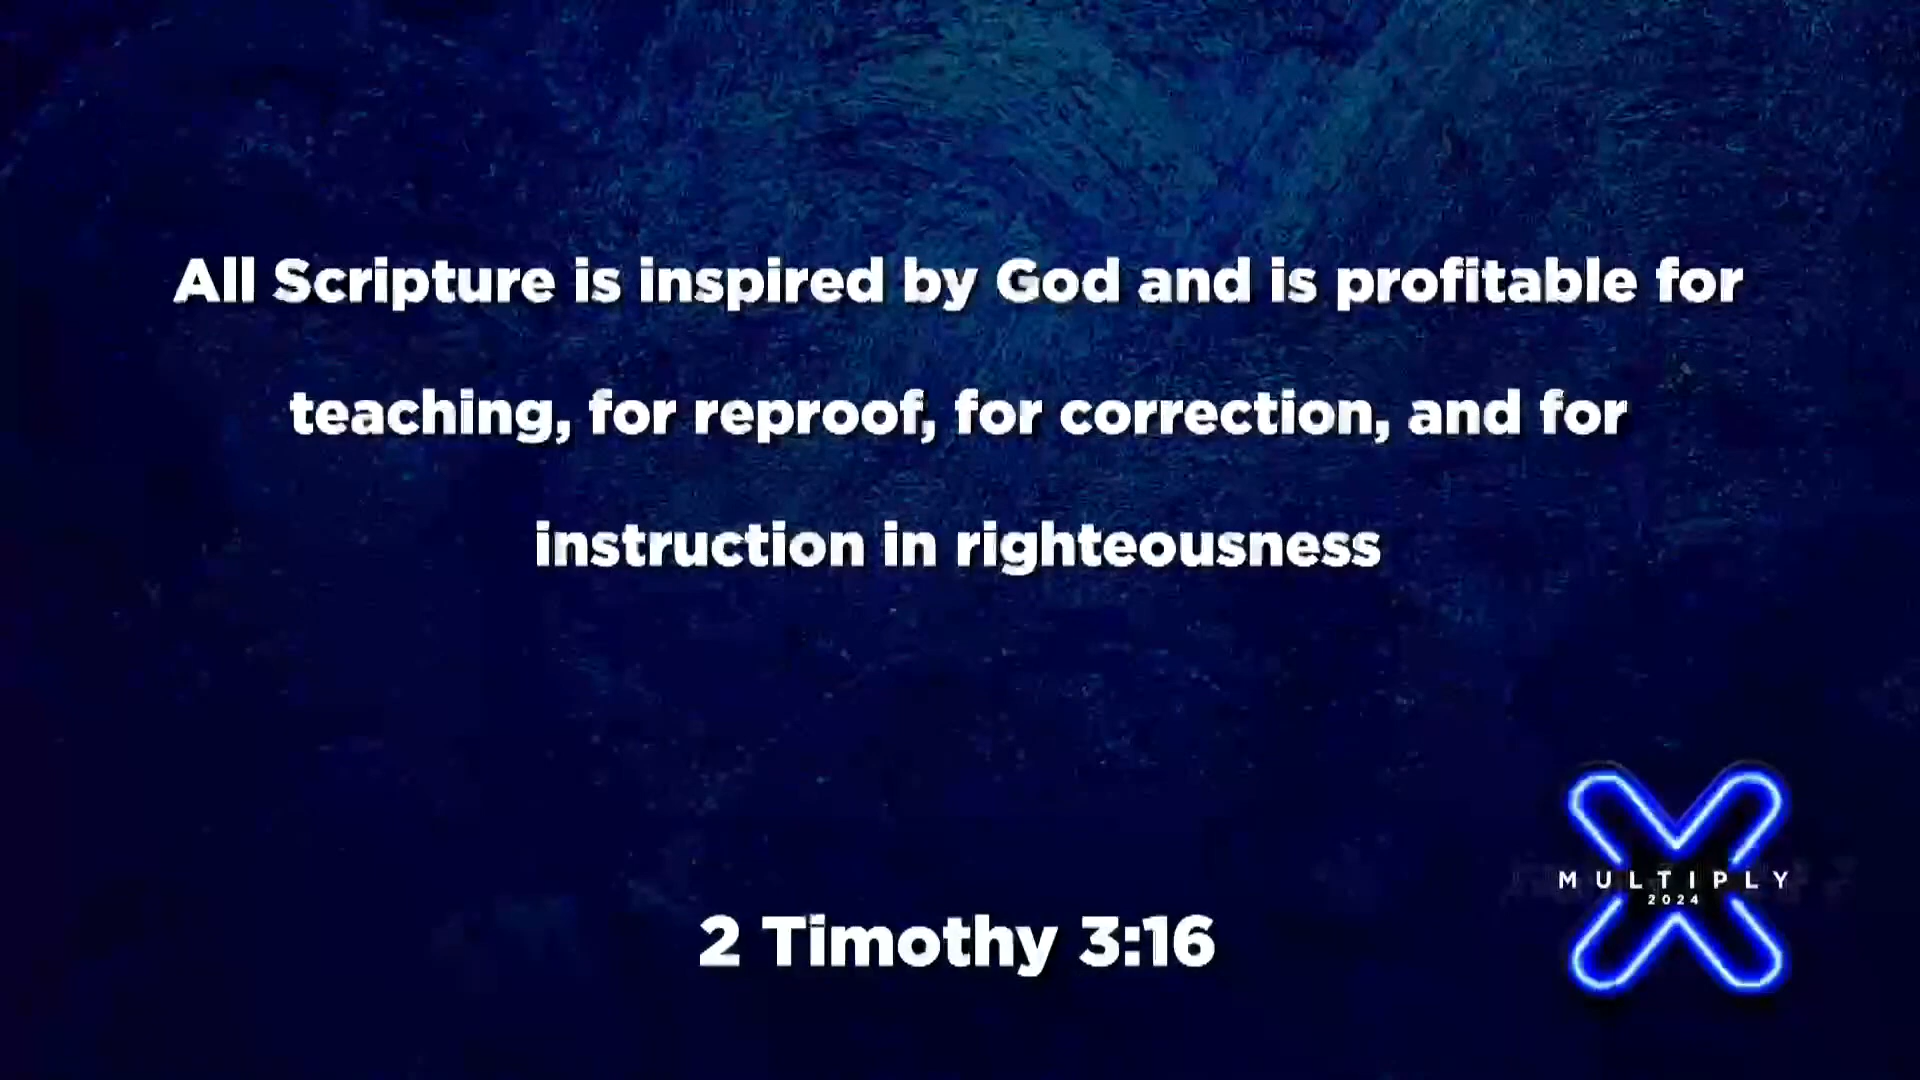 All Scripture is inspired by God and is profitable for
teaching, for reproof, for correction, and for
instruction in righteousness
2 Timothy 3:16
MULTIPLY
2024